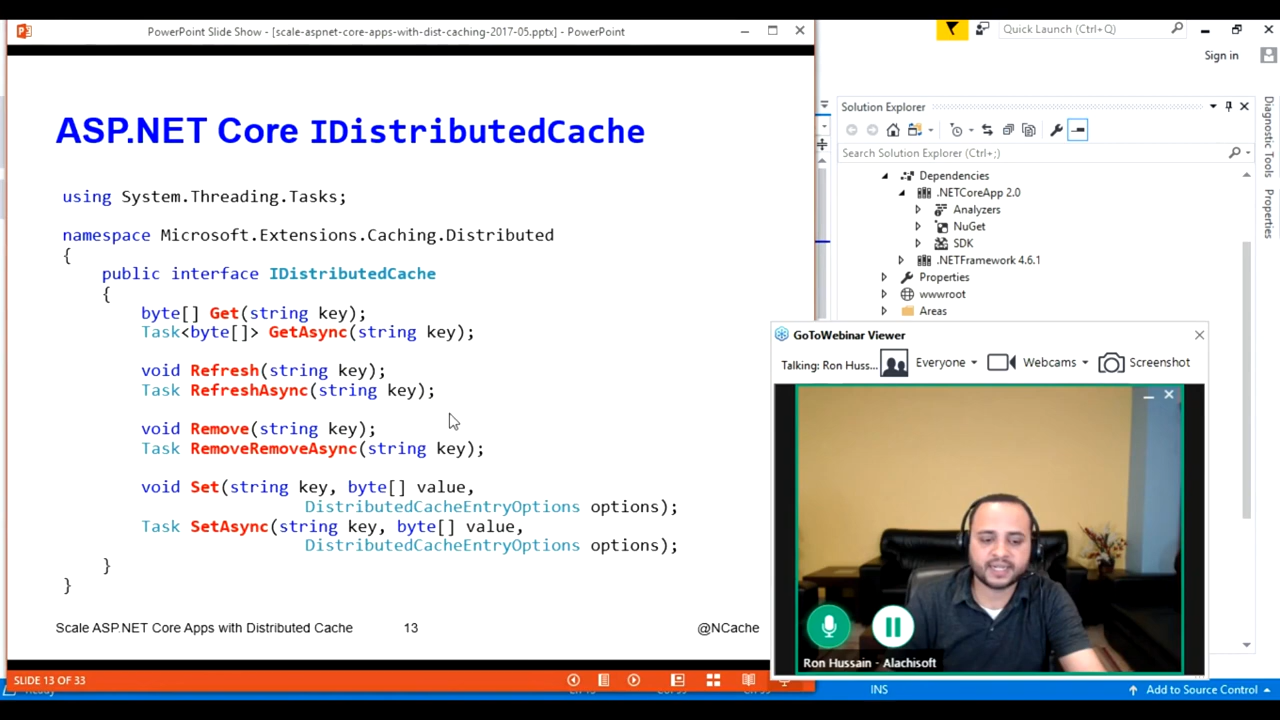 PowerPoint Slide Show - [scale-aspnet-core-apps-with-dist-caching-2017-05.pptx] - PowerPoint
Quick Launch (Ctrl+Q)
Sign in
ASP.NET Core IDistributedCache
using System.Threading.Tasks;
namespace Microsoft.Extensions.Caching.Distributed
{
public interface IDistributedCache
{
byte[] Get(string key);
Task<byte[]> GetAsync(string key);
void Refresh(string key);
Task RefreshAsync(string key);
void Remove(string key);
Task RemoveRemoveAsync(string key);
void Set(string key, byte[] value,
DistributedCacheEntryOptions options);
Task SetAsync(string key, byte[] value,
DistributedCacheEntryOptions options);
}
}
Scale ASP.NET Core Apps with Distributed Cache
13
@NCache
SLIDE 13 OF 33
Solution Explorer
Search Solution Explorer (Ctrl+;)
Dependencies
.NETCoreApp 2.0
Analyzers
NuGet
SDK
.NETFramework 4.6.1
Properties
wwwroot
Areas
Diagnostic Tools
Properties
GoToWebinar Viewer
Talking: Ron Huss...
Everyone
Webcams
Screenshot
Ron Hussain - Alachisoft
INS
Add to Source Control